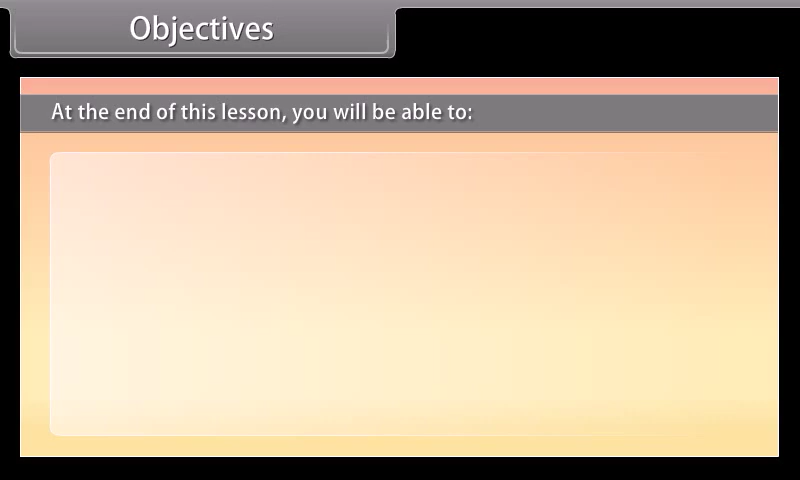 Objectives
At the end of this lesson, you will be able to: